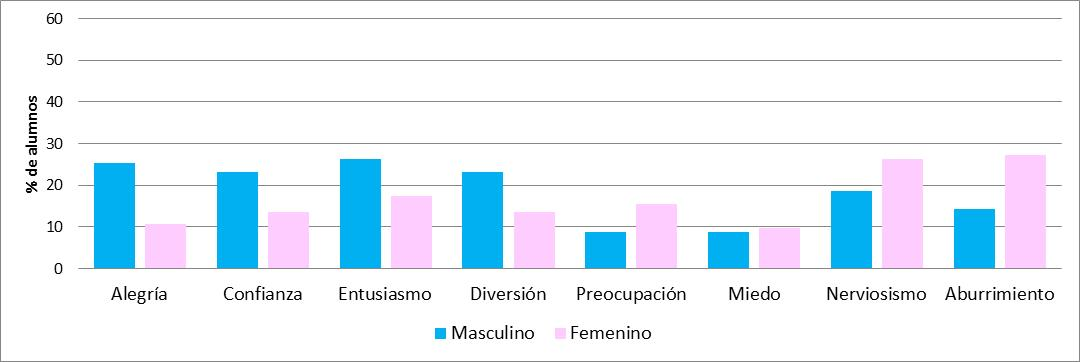 60
50
40
30
20
10
0
% de alumnos
Alegría Confianza Entusiasmo Diversión Preocupación Miedo Nerviosismo Aburrimiento
Masculino Femenino